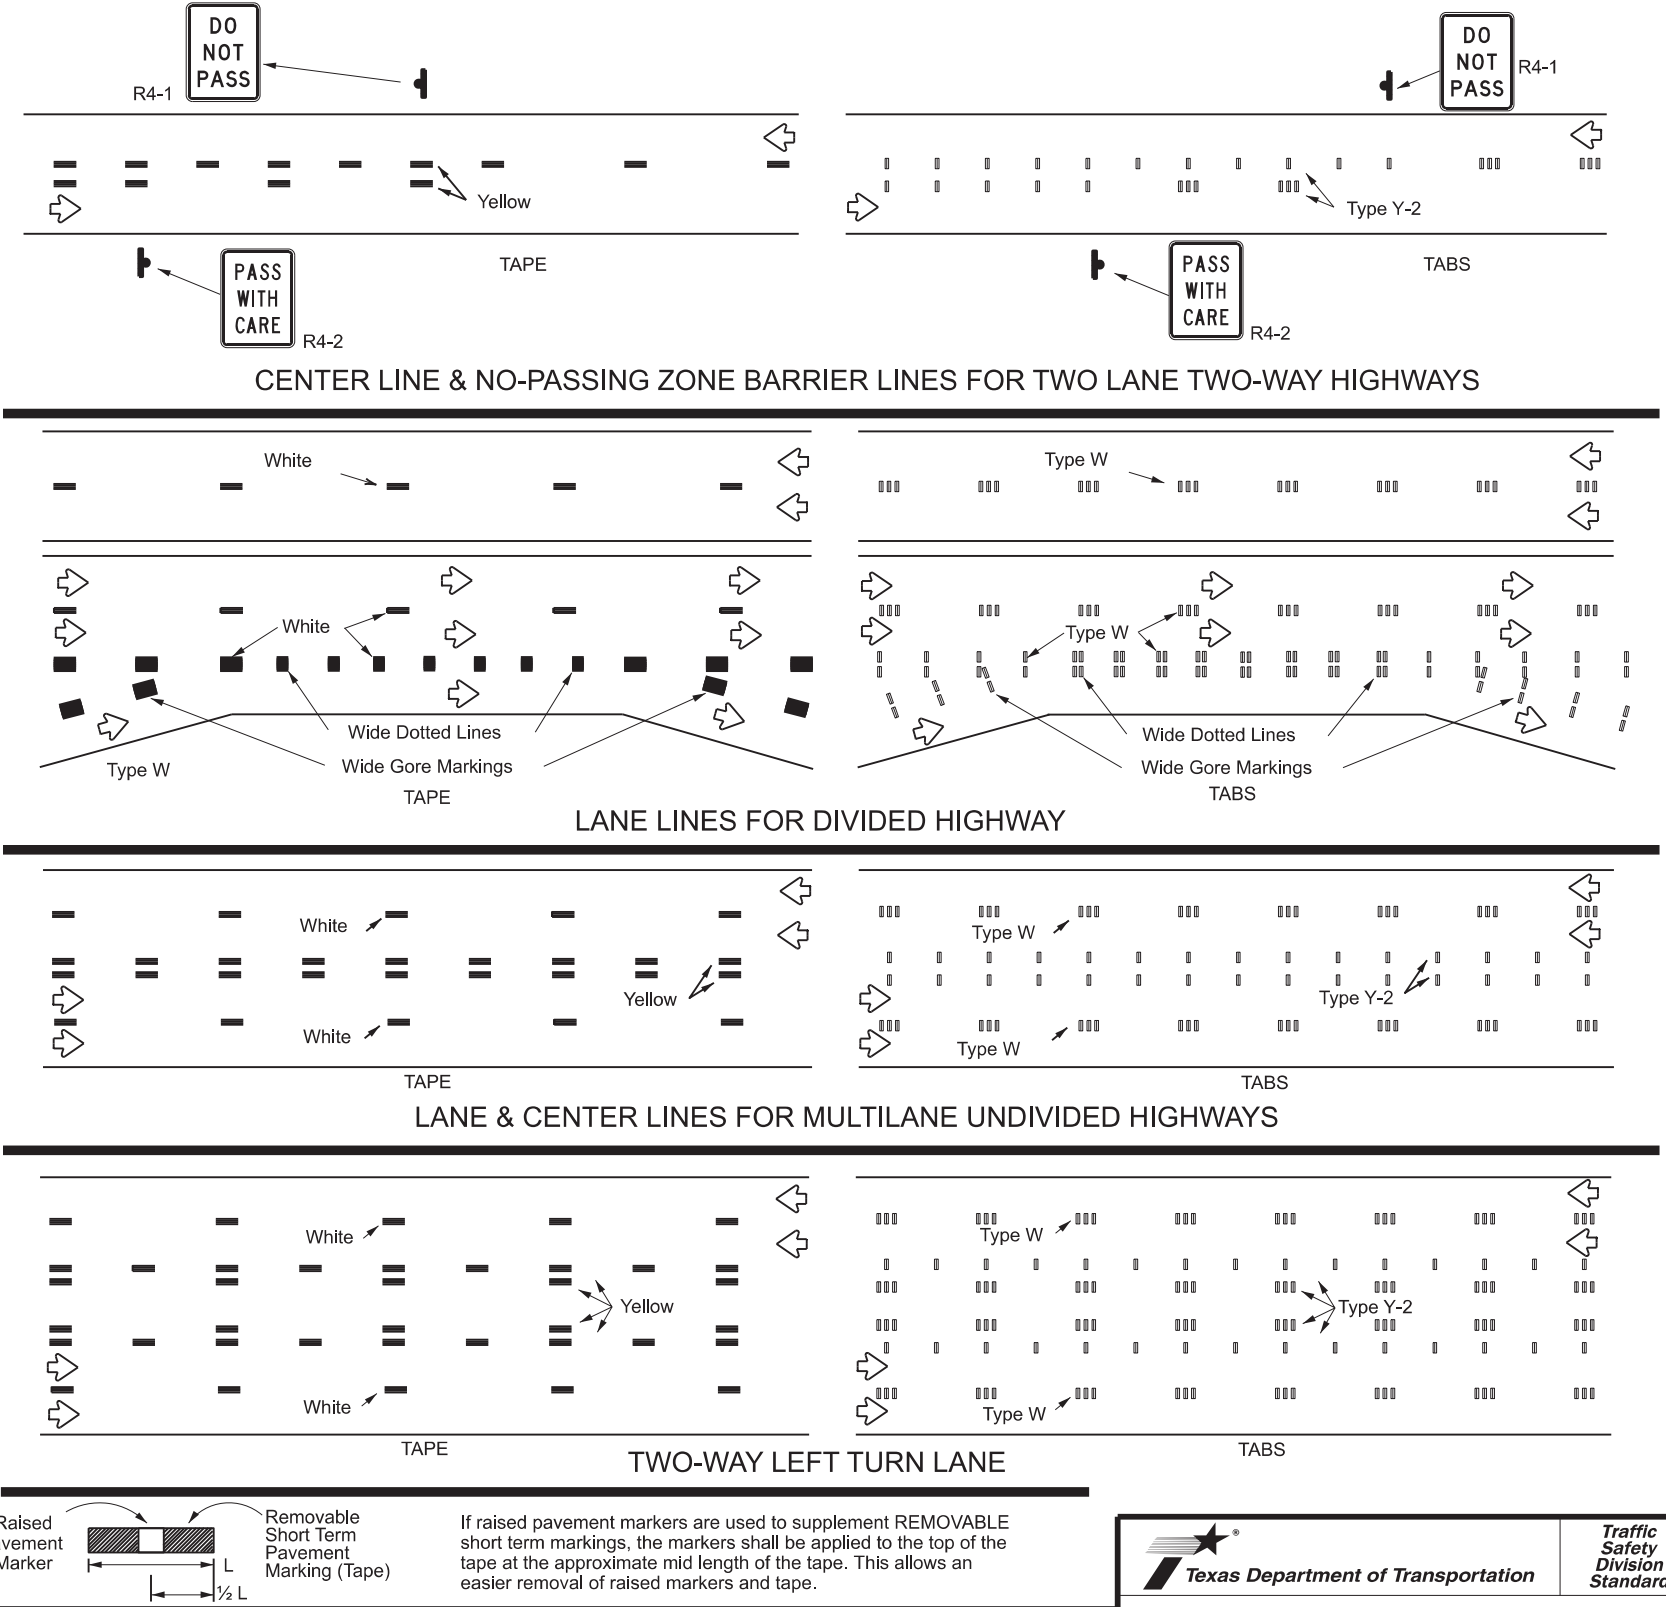 DO
NOT
PASS
R4-1
DO
NOT
PASS
R4-1
Yellow
Type Y-2
PASS
WITH
CARE
R4-2
TAPE
PASS
WITH
CARE
R4-2
TABS
CENTER LINE & NO-PASSING ZONE BARRIER LINES FOR TWO LANE TWO-WAY HIGHWAYS
White
Type W
White
Type W
Wide Dotted Lines
Wide Gore Markings
Type W
TAPE
Wide Dotted Lines
Wide Gore Markings
TABS
LANE LINES FOR DIVIDED HIGHWAY
White
Yellow
White
TAPE
Type W
Type Y-2
Type W
TABS
LANE & CENTER LINES FOR MULTILANE UNDIVIDED HIGHWAYS
White
Yellow
White
TAPE
Type W
Type Y-2
Type W
TABS
TWO-WAY LEFT TURN LANE
Raised
avement
Marker
L
½ L
Removable
Short Term
Pavement
Marking (Tape)
If raised pavement markers are used to supplement REMOVABLE
short term markings, the markers shall be applied to the top of the
tape at the approximate mid length of the tape. This allows an
easier removal of raised markers and tape.
®
Texas Department of Transportation
Traffic
Safety
Division
Standard